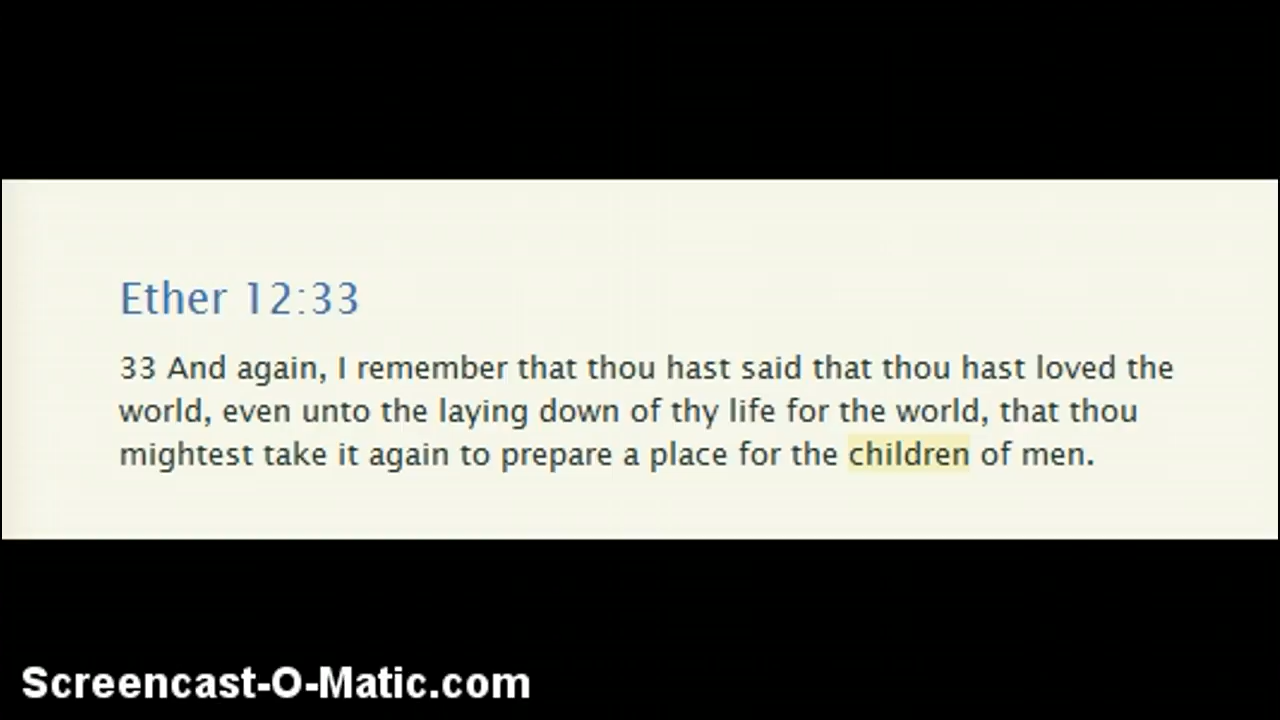 Ether 12:33
33 And again, I remember that thou hast said that thou hast loved the
world, even unto the laying down of thy life for the world, that thou
mightest take it again to prepare a place for the children of men.
Screencast-O-Matic.com